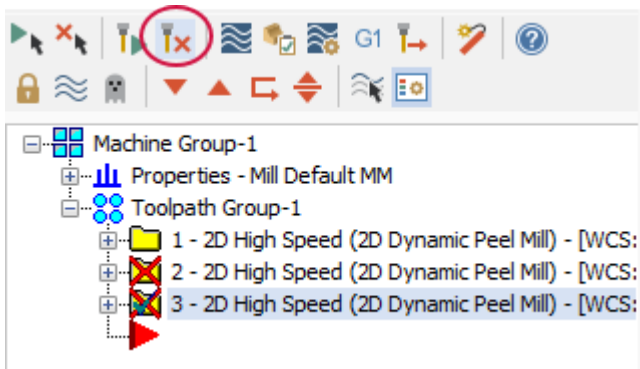 G1
Machine Group-1
Properties - Mill Default MM
Toolpath Group-1
1 - 2D High Speed (2D Dynamic Peel Mill) - [WCS:
2 - 2D High Speed (2D Dynamic Peel Mill) - [WCS:
3 - 2D High Speed (2D Dynamic Peel Mill) - [WCS: